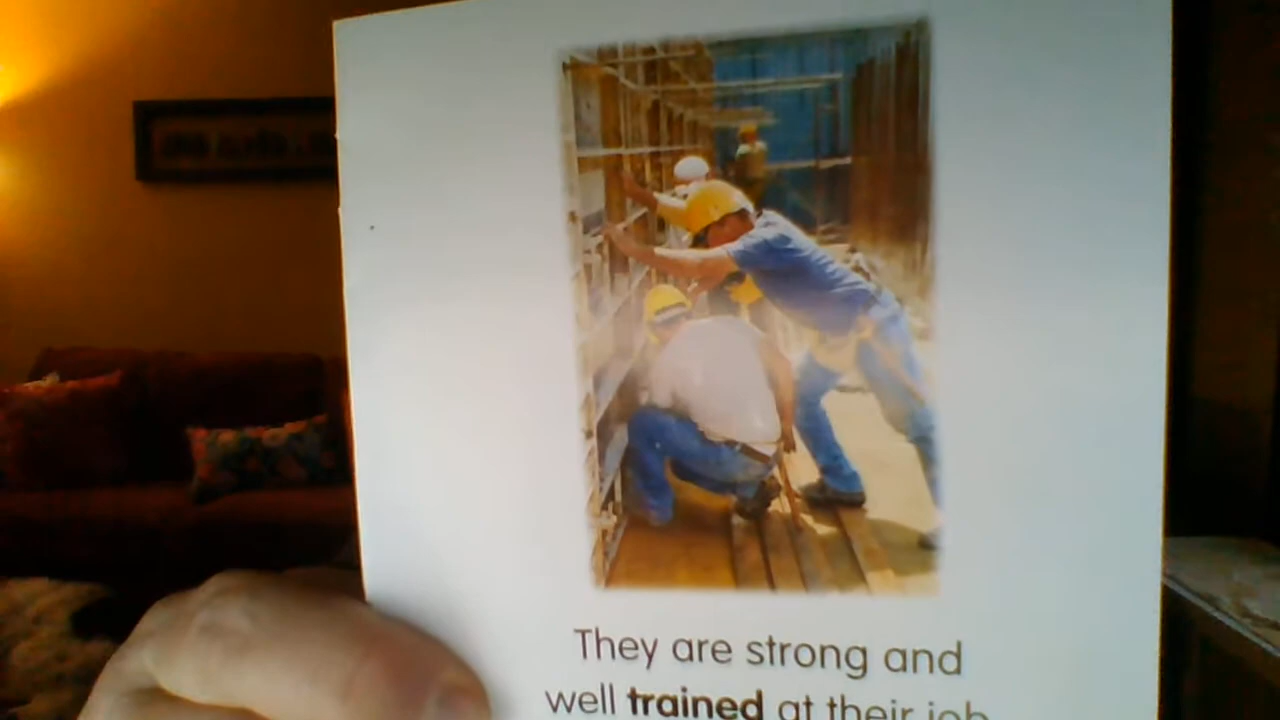 They are strong and
well trained at their job